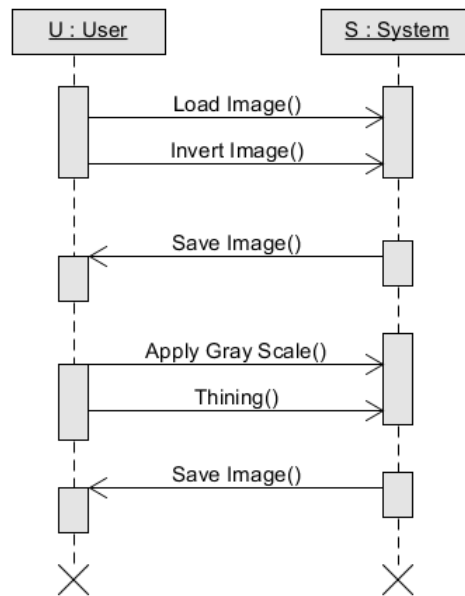 U : User
S : System
Load Image()
Invert Image()
Save Image()
Apply Gray Scale()
Thining()
Save Image()